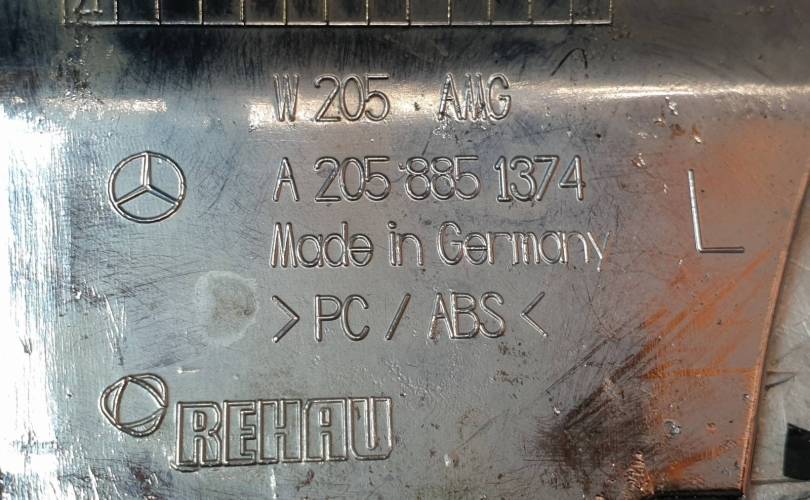 W 205 AMG
A 205 885 1374
Made in Germany
L
>PC / ABS<
REHAU